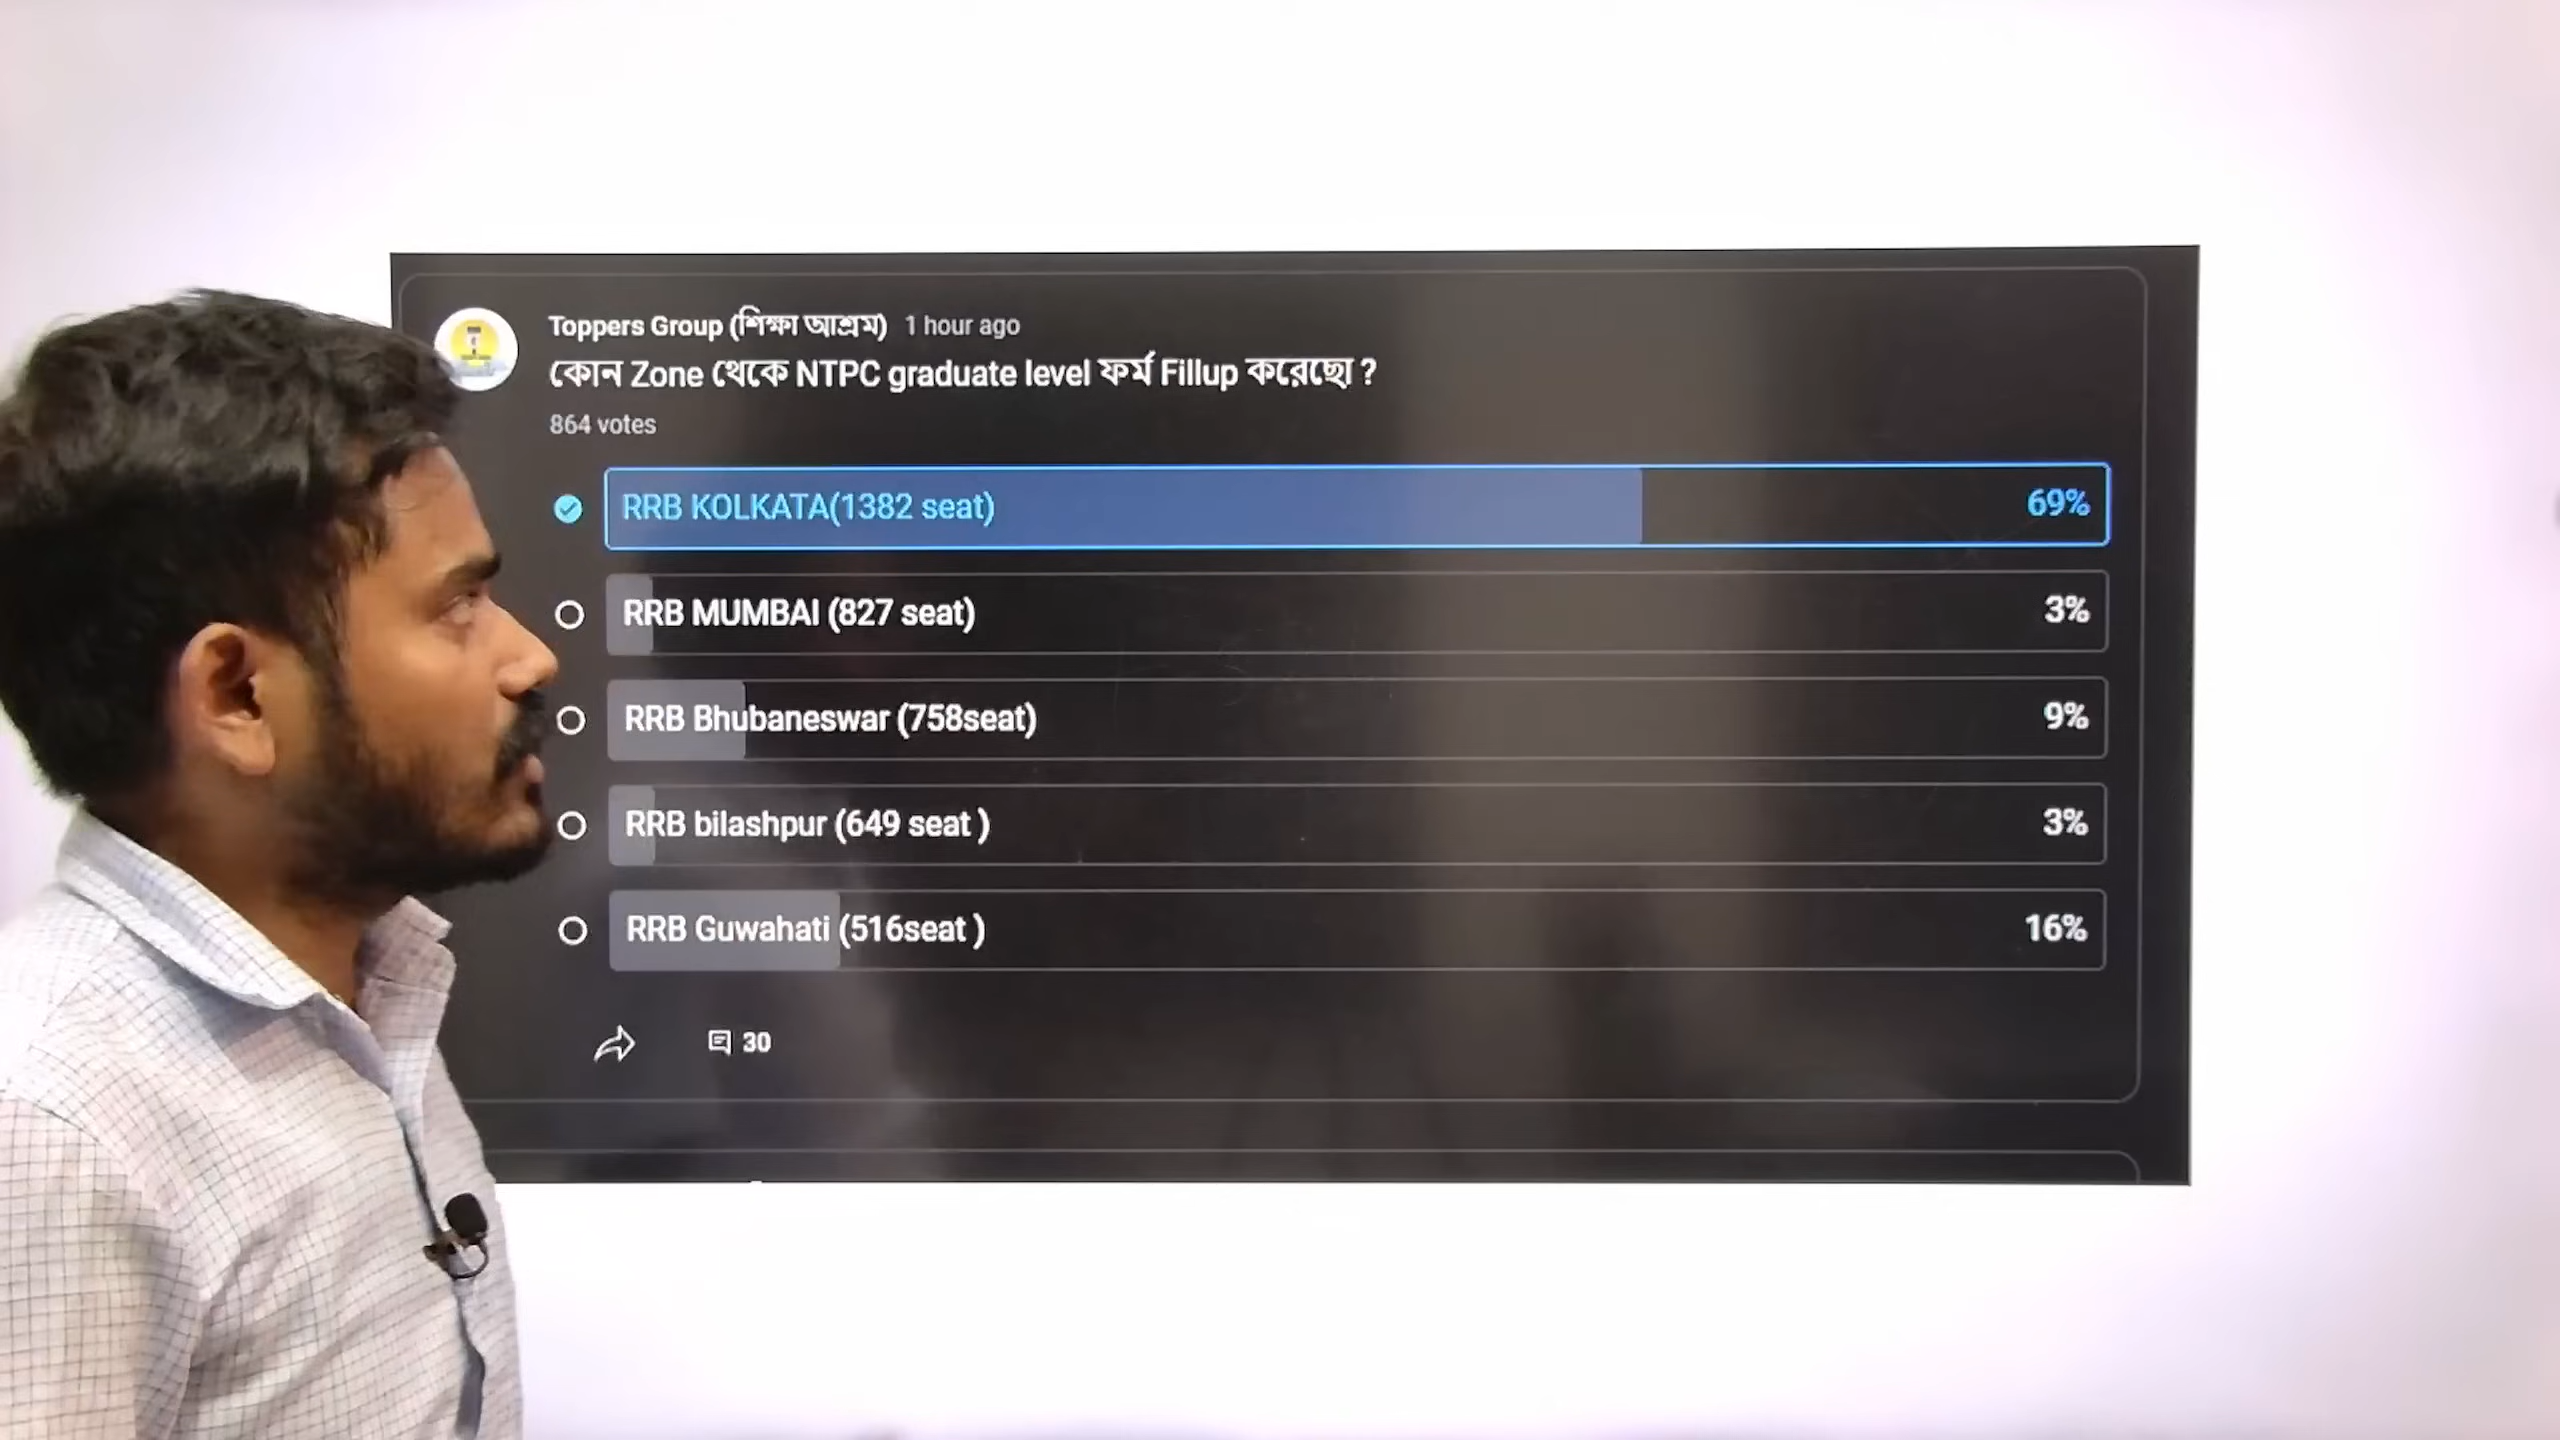 Toppers Group (শিক্ষা আশ্রম) 1 hour ago
কোন Zone থেকে NTPC graduate level ফর্ম Fillup করেছো ?
864 votes
RRB KOLKATA(1382 seat) 69%
RRB MUMBAI (827 seat) 3%
RRB Bhubaneswar (758seat) 9%
RRB bilashpur (649 seat ) 3%
RRB Guwahati (516seat ) 16%
30